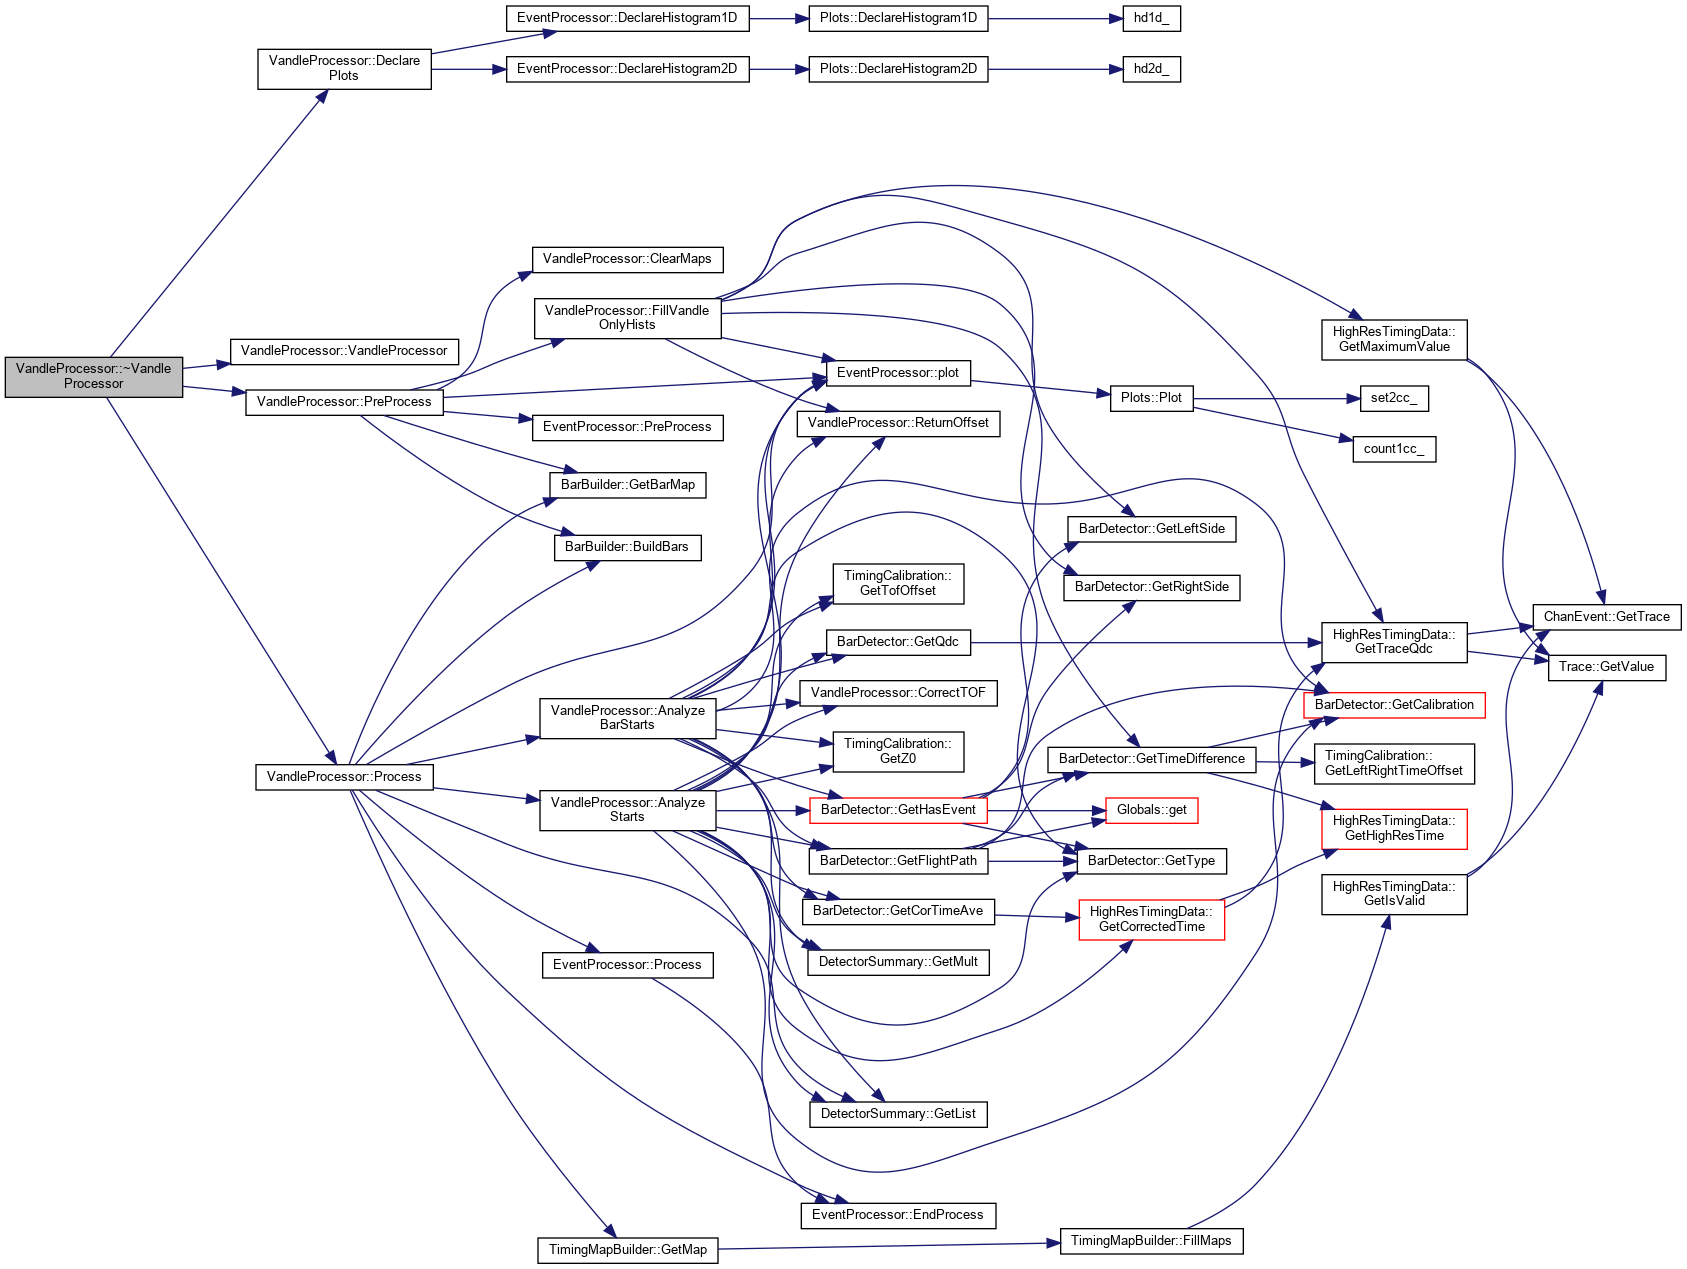 EventProcessor::DeclareHistogram1D
Plots::DeclareHistogram1D
hd1d_
VandleProcessor::Declare
Plots
EventProcessor::DeclareHistogram2D
Plots::DeclareHistogram2D
hd2d_
VandleProcessor::ClearMaps
VandleProcessor::FillVandle
OnlyHists
HighResTimingData::
GetMaximumValue
VandleProcessor::~Vandle
Processor
VandleProcessor::VandleProcessor
VandleProcessor::PreProcess
EventProcessor::plot
Plots::Plot
set2cc_
EventProcessor::PreProcess
VandleProcessor::ReturnOffset
count1cc_
BarBuilder::GetBarMap
BarBuilder::BuildBars
BarDetector::GetLeftSide
TimingCalibration::
GetTofOffset
BarDetector::GetRightSide
ChanEvent::GetTrace
BarDetector::GetQdc
HighResTimingData::
GetTraceQdc
Trace::GetValue
VandleProcessor::Analyze
BarStarts
VandleProcessor::CorrectTOF
BarDetector::GetCalibration
TimingCalibration::
GetZ0
BarDetector::GetTimeDifference
TimingCalibration::
GetLeftRightTimeOffset
VandleProcessor::Process
VandleProcessor::Analyze
Starts
BarDetector::GetHasEvent
Globals::get
HighResTimingData::
GetHighResTime
BarDetector::GetFlightPath
BarDetector::GetType
HighResTimingData::
GetIsValid
BarDetector::GetCorTimeAve
HighResTimingData::
GetCorrectedTime
EventProcessor::Process
DetectorSummary::GetMult
DetectorSummary::GetList
EventProcessor::EndProcess
TimingMapBuilder::GetMap
TimingMapBuilder::FillMaps